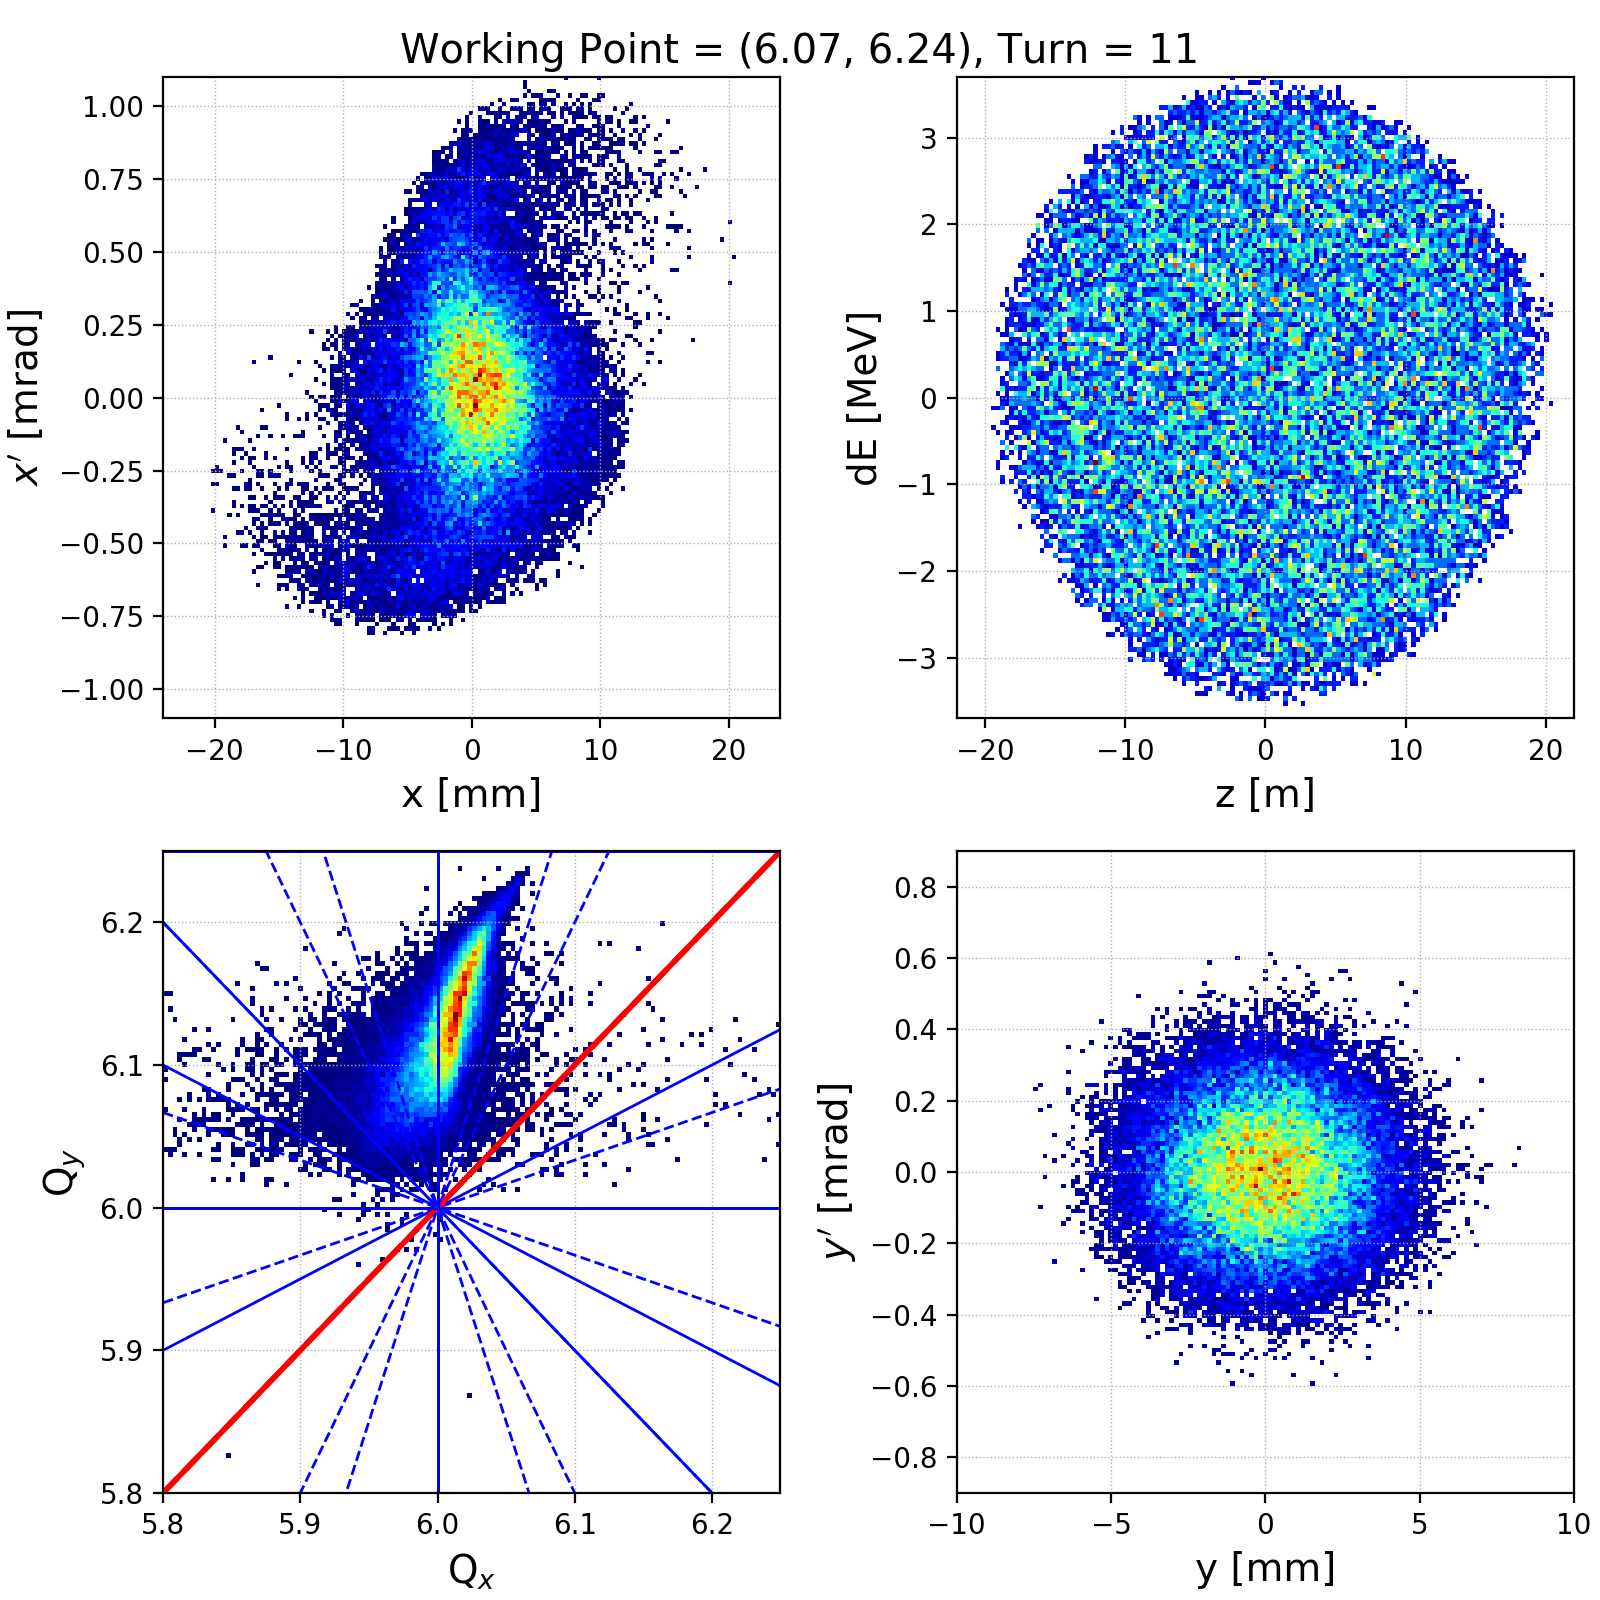 Working Point = (6.07, 6.24), Turn = 11
1.00
0.75
0.50
0.25
0.00
−0.25
−0.50
−0.75
−1.00
x′ [mrad]
−20 −10 0 10 20
x [mm]
3
2
1
0
−1
−2
−3
dE [MeV]
−20 −10 0 10 20
z [m]
6.2
6.1
6.0
5.9
5.8
Qy
5.8 5.9 6.0 6.1 6.2
Qx
0.8
0.6
0.4
0.2
0.0
−0.2
−0.4
−0.6
−0.8
y′ [mrad]
−10 −5 0 5 10
y [mm]